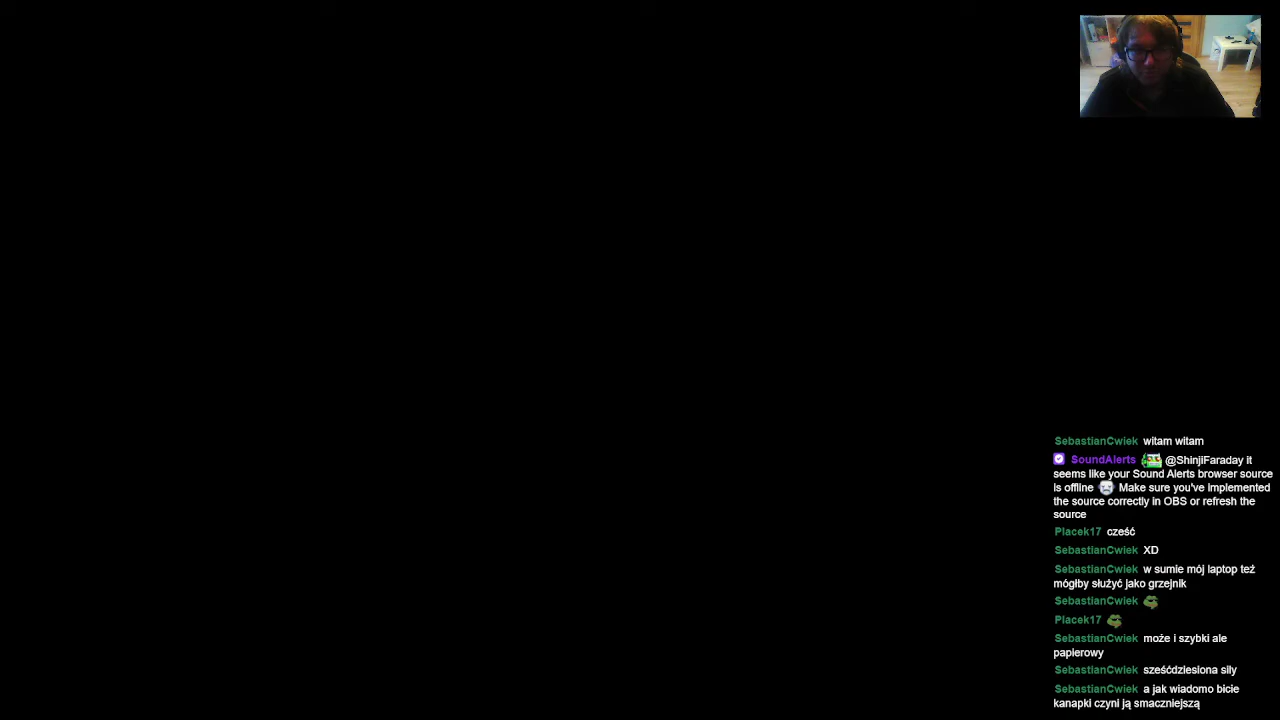 SebastianCwiek witam witam
SoundAlerts @ShinjiFaraday it
seems like your Sound Alerts browser source
is offline Make sure you've implemented
the source correctly in OBS or refresh the
source
Placek17 cześć
SebastianCwiek XD
SebastianCwiek w sumie mój laptop też
mógłby służyć jako grzejnik
SebastianCwiek
Placek17
SebastianCwiek może i szybki ale
papierowy
SebastianCwiek sześćdziesiona siły
SebastianCwiek a jak wiadomo bicie
kanapki czyni ją smaczniejszą